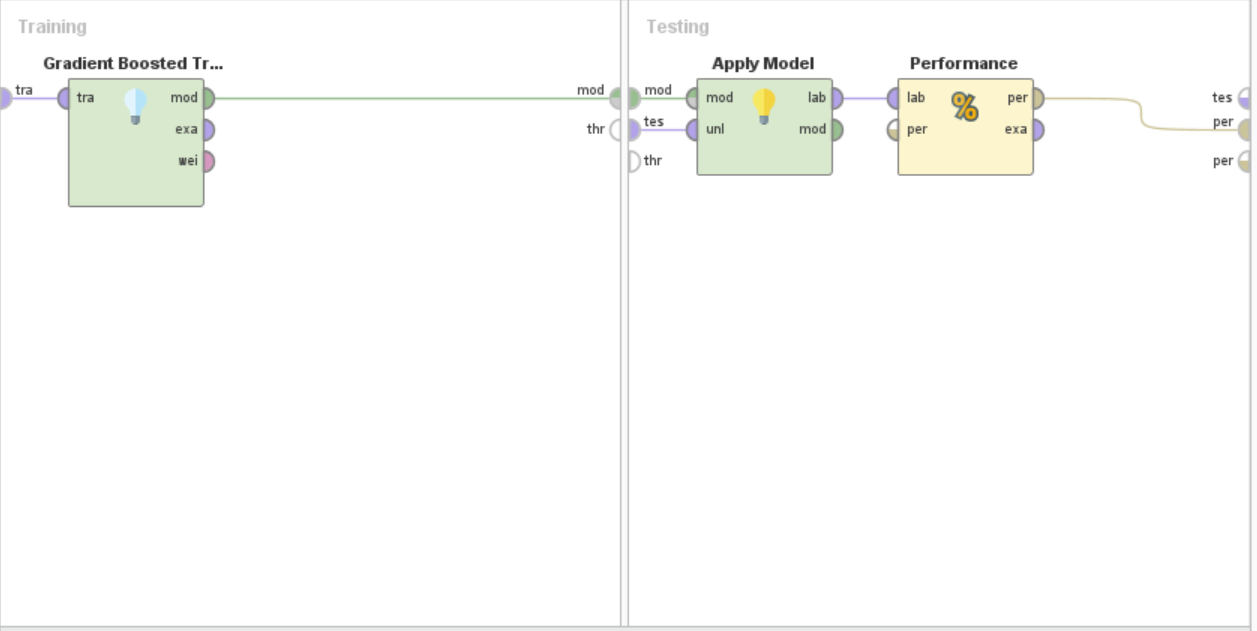 Training
Testing
Gradient Boosted Tr...
Apply Model
Performance
tra
tra
mod
exa
wei
mod
thr
mod
tes
thr
mod
unl
lab
mod
lab
per
per
exa
tes
per
per